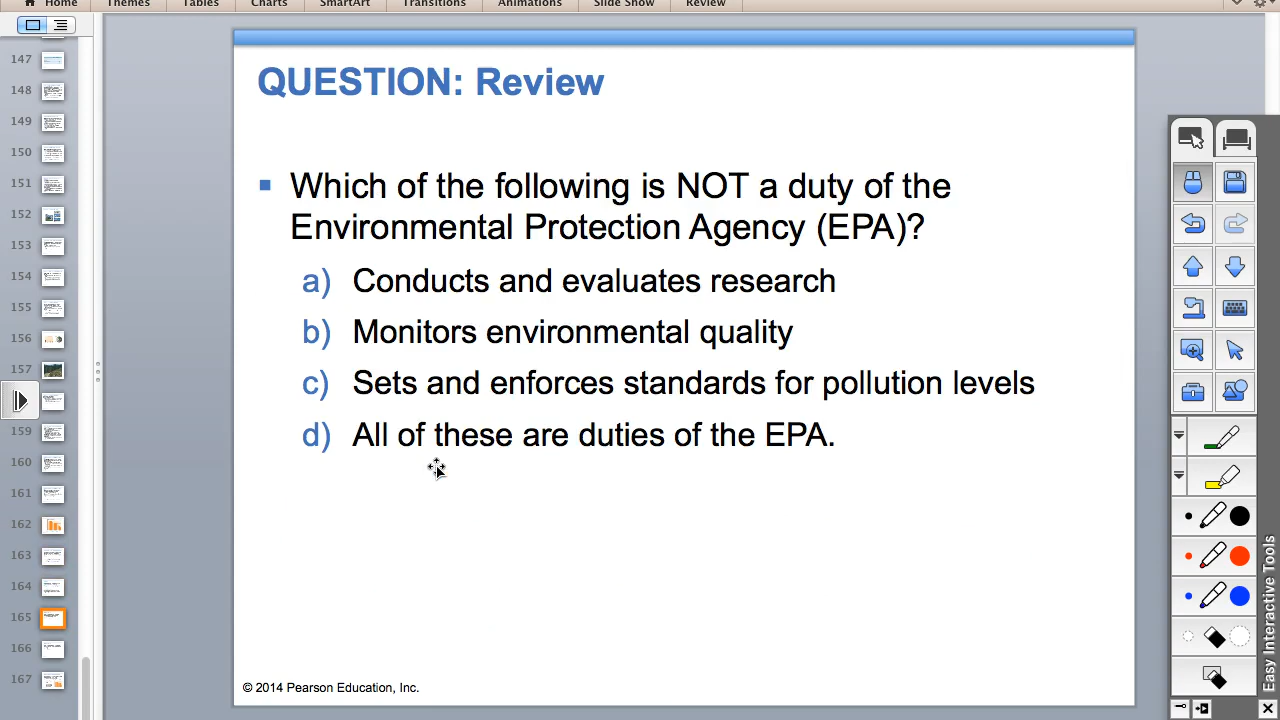 Home Themes Tables Charts SmartArt Transitions Animations Slide Show Review
QUESTION: Review
Which of the following is NOT a duty of the
Environmental Protection Agency (EPA)?
a) Conducts and evaluates research
b) Monitors environmental quality
c) Sets and enforces standards for pollution levels
d) All of these are duties of the EPA.
© 2014 Pearson Education, Inc.
147
148
149
150
151
152
153
154
155
156
157
159
160
161
162
163
164
165
166
167
Easy Interactive Tools